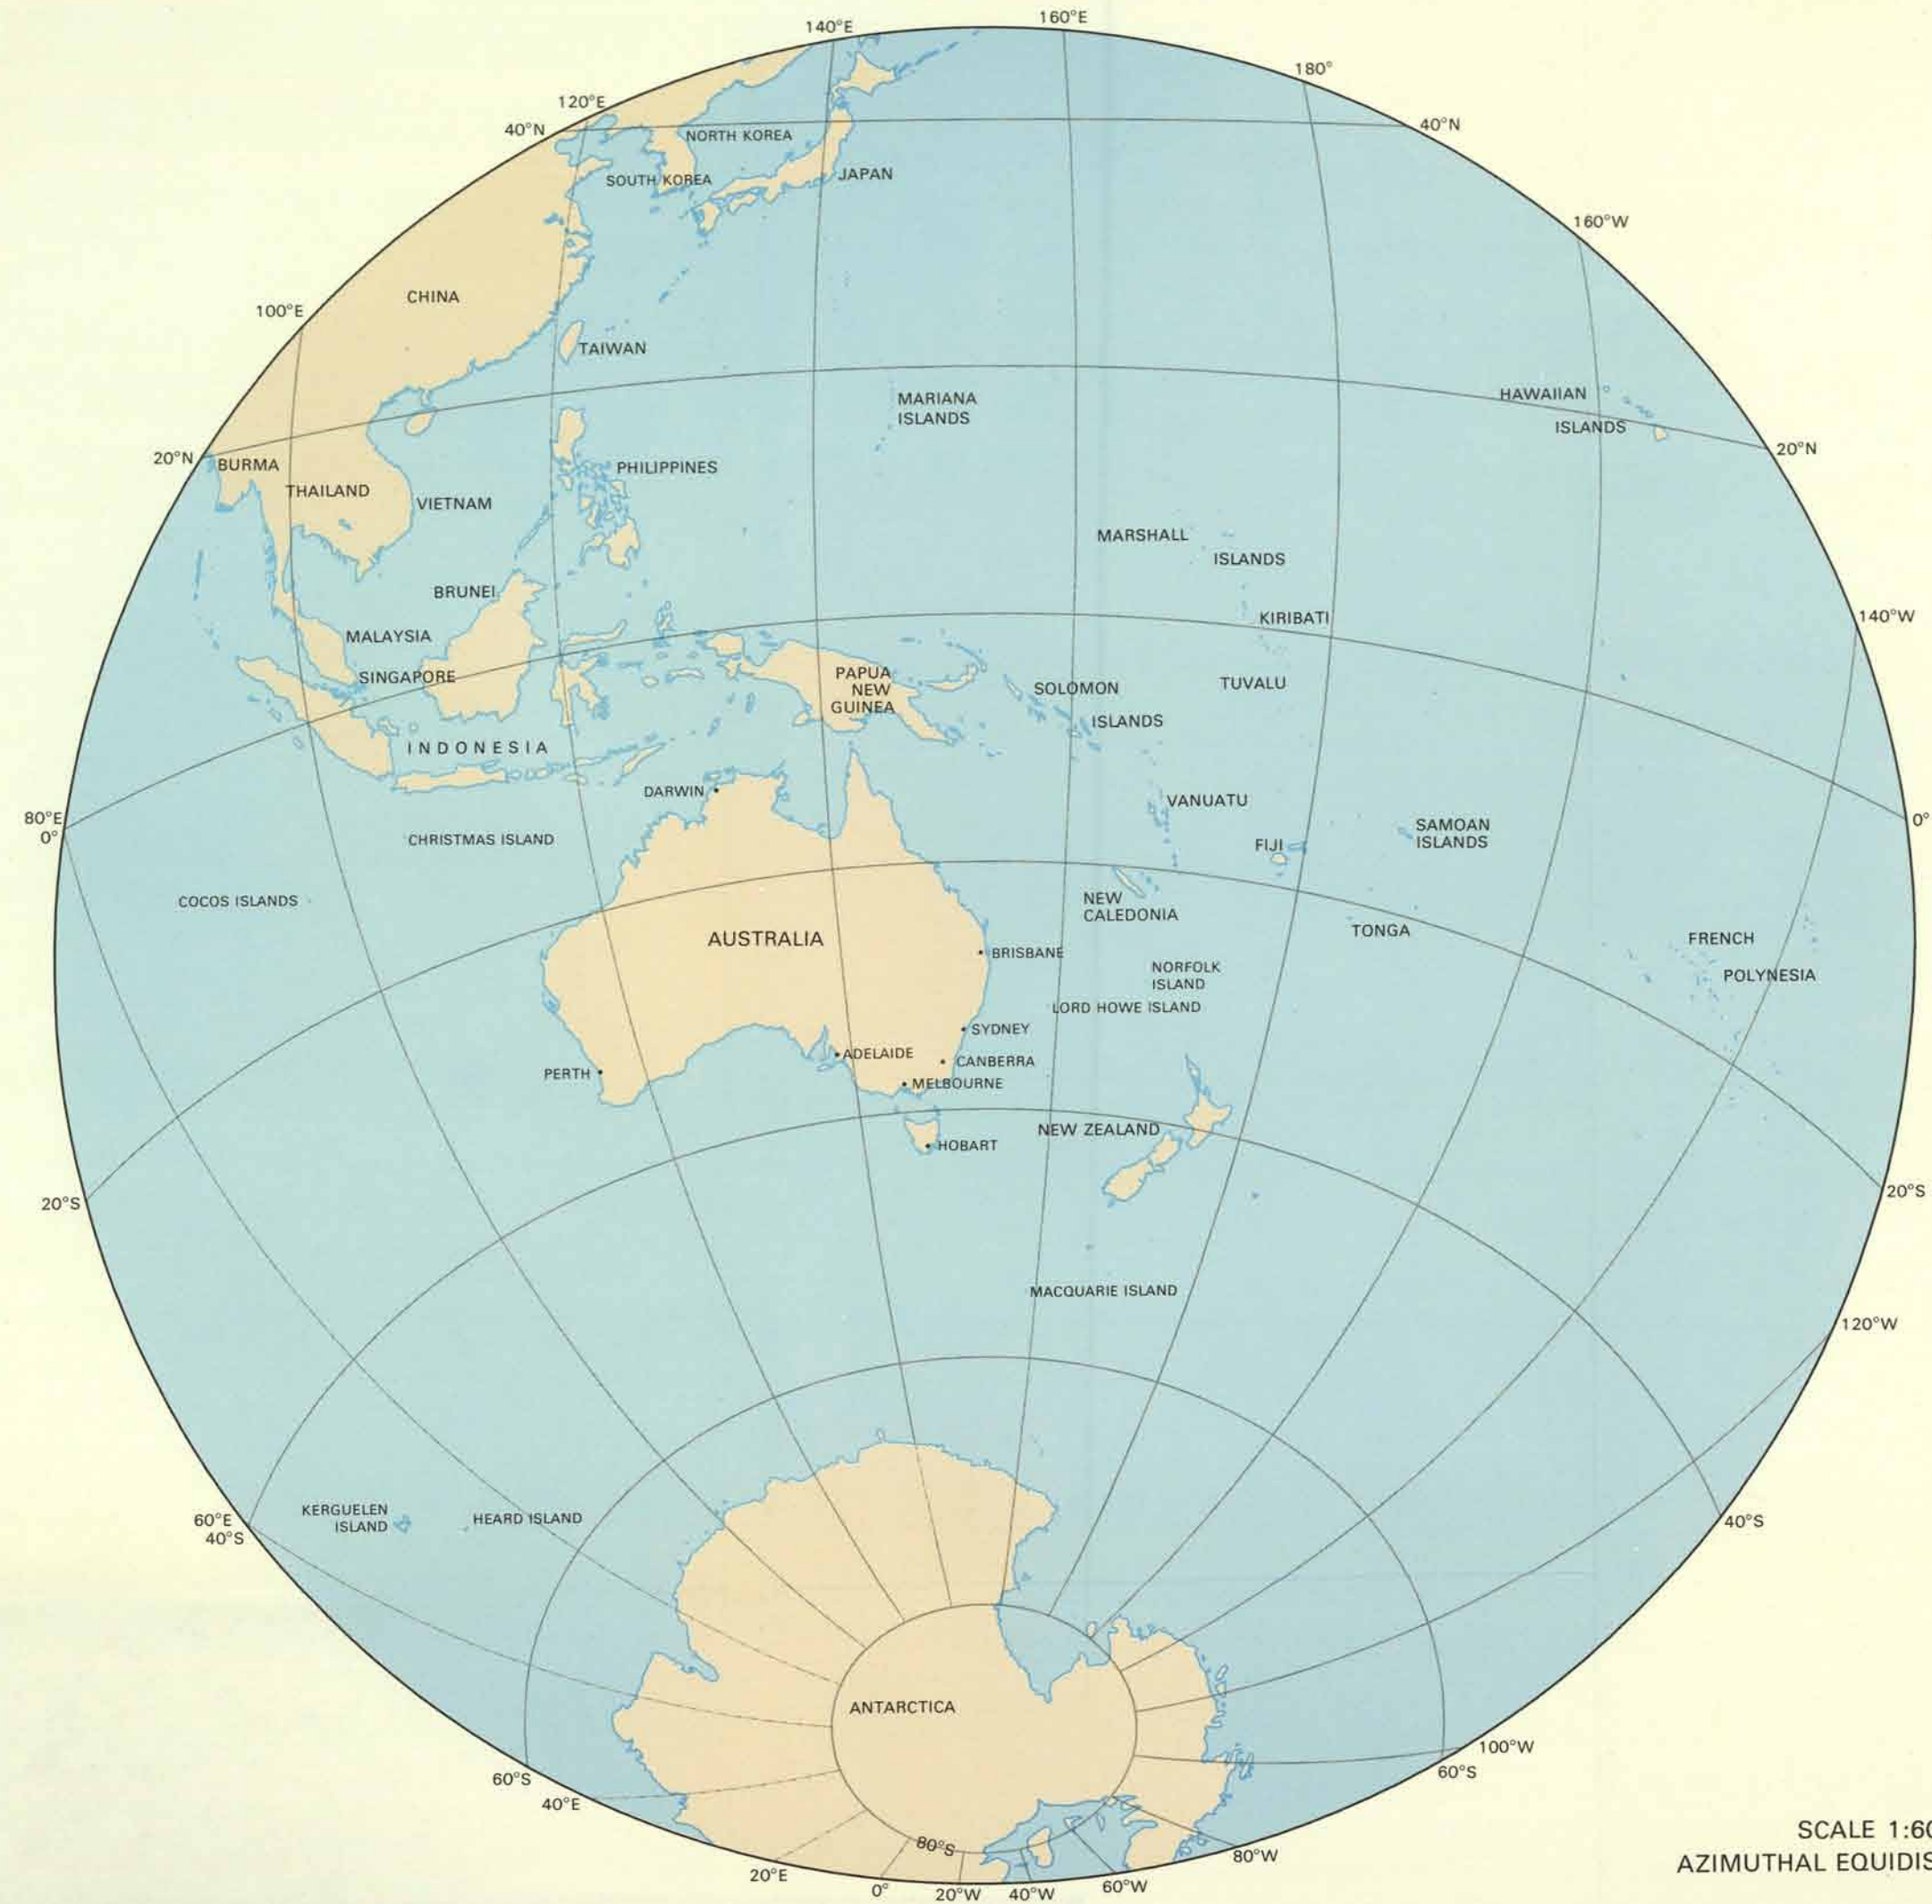 160°E
140°E
180°
120°E
40°N
40°N
NORTH KOREA
SOUTH KOREA
JAPAN
160°W
CHINA
100°E
TAIWAN
MARIANA
ISLANDS
HAWAIIAN
ISLANDS
20°N
20°N
BURMA
THAILAND
VIETNAM
PHILIPPINES
MARSHALL
ISLANDS
BRUNEI
KIRIBATI
140°W
MALAYSIA
SINGAPORE
PAPUA
NEW
GUINEA
SOLOMON
ISLANDS
TUVALU
INDONESIA
DARWIN
VANUATU
80°E
0°
0°
CHRISTMAS ISLAND
FIJI
SAMOAN
ISLANDS
COCOS ISLANDS
NEW
CALEDONIA
TONGA
AUSTRALIA
FRENCH
POLYNESIA
BRISBANE
NORFOLK
ISLAND
LORD HOWE ISLAND
SYDNEY
ADELAIDE
CANBERRA
PERTH
MELBOURNE
NEW ZEALAND
HOBART
20°S
20°S
MACQUARIE ISLAND
120°W
KERGUELEN
ISLAND
HEARD ISLAND
60°E
40°S
40°S
ANTARCTICA
100°W
60°S
60°S
40°E
80°S
80°W
20°E
0°
20°W
40°W
60°W
SCALE 1:60
AZIMUTHAL EQUIDIS